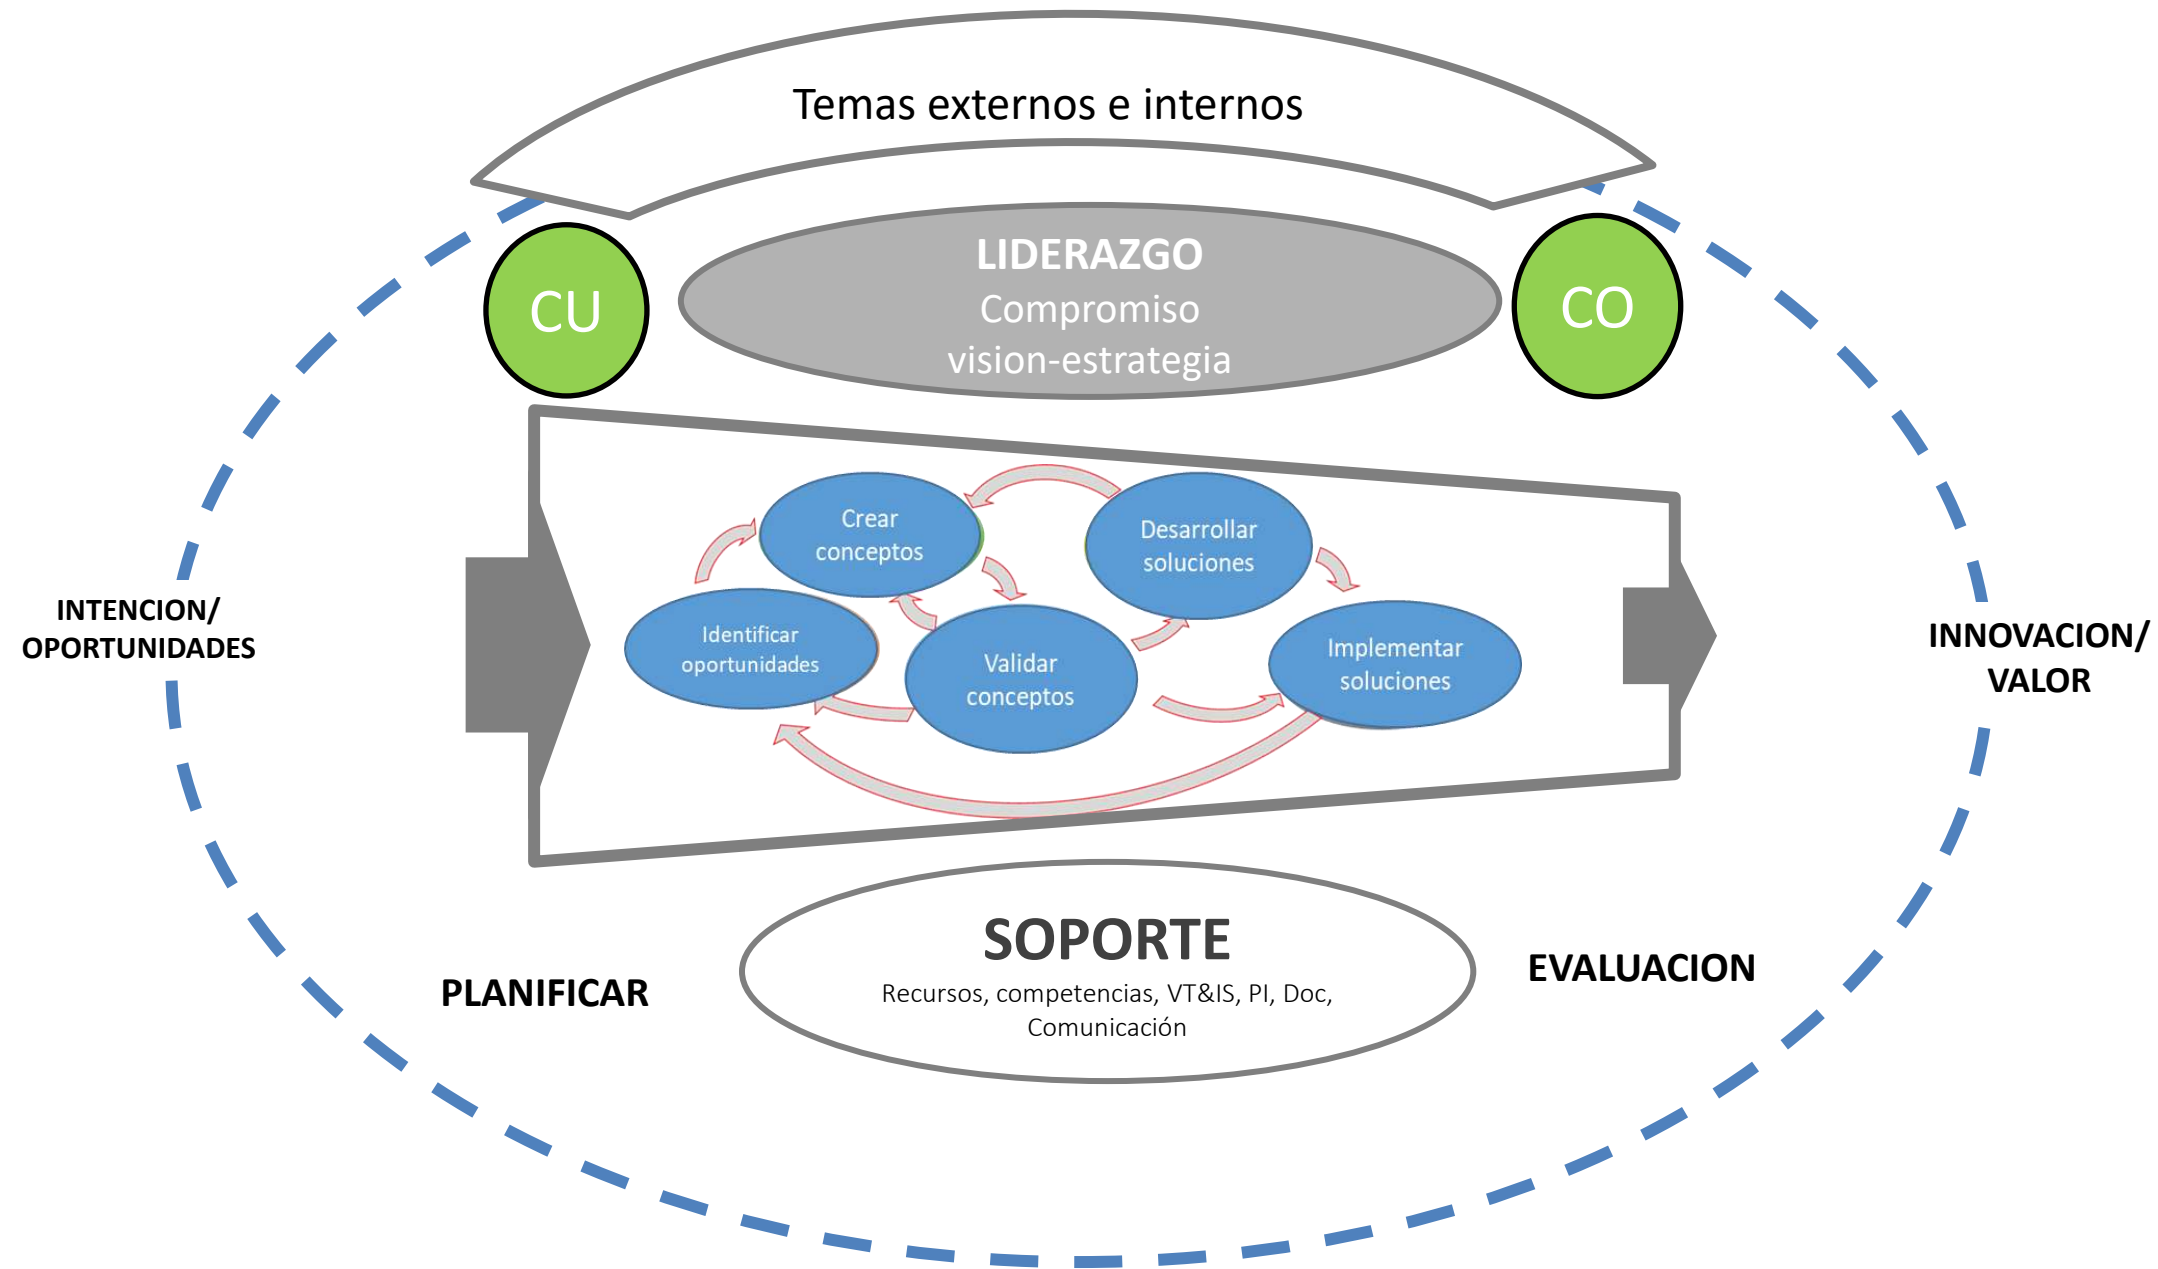 Temas externos e internos
CU
LIDERAZGO
Compromiso
vision-estrategia
CO
Crear
conceptos
Desarrollar
soluciones
Identificar
oportunidades
Validar
conceptos
Implementar
soluciones
INTENCION/
OPORTUNIDADES
INNOVACION/
VALOR
PLANIFICAR
SOPORTE
Recursos, competencias, VT&IS, PI, Doc,
Comunicación
EVALUACION